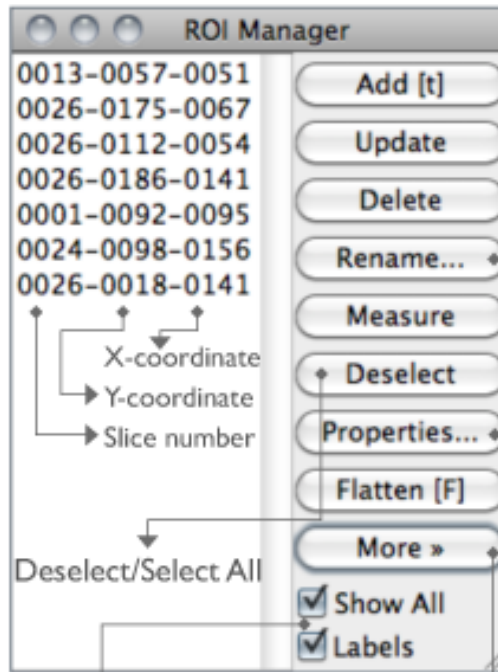 ROI Manager
0013-0057-0051
0026-0175-0067
0026-0112-0054
0026-0186-0141
0001-0092-0095
0024-0098-0156
0026-0018-0141
X-coordinate
Y-coordinate
Slice number
Deselect/Select All
Add [t]
Update
Delete
Rename...
Measure
Deselect
Properties...
Flatten [F]
More »
Show All
Labels